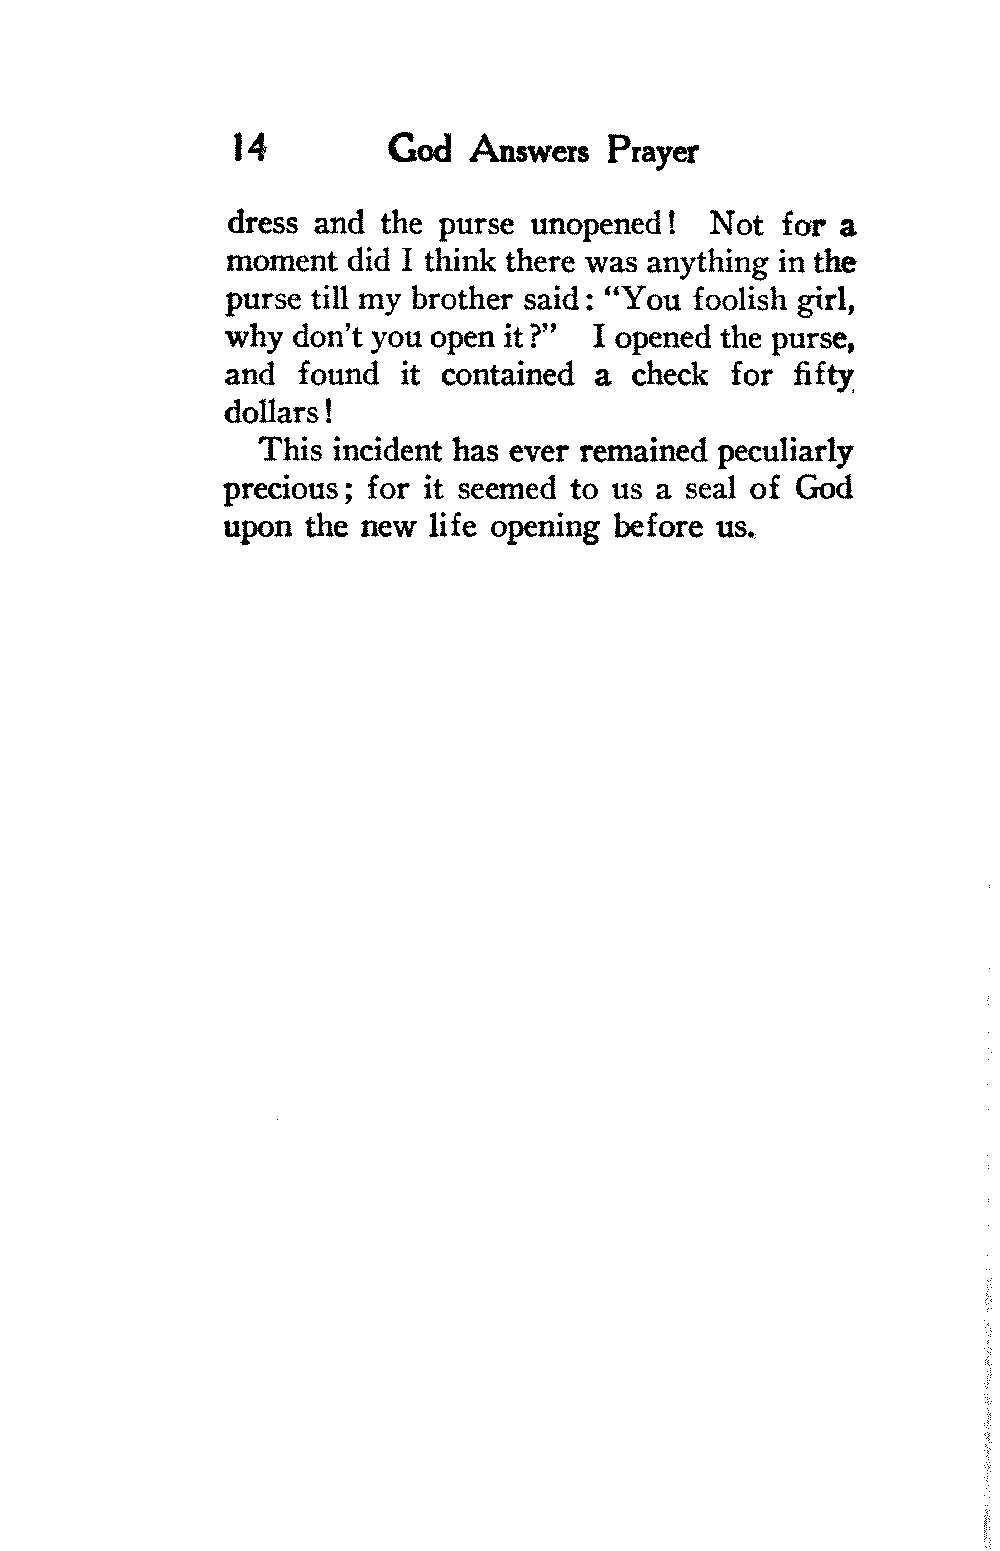 14 God Answers Prayer
dress and the purse unopened! Not for a
moment did I think there was anything in the
purse till my brother said: "You foolish girl,
why don't you open it?" I opened the purse,
and found it contained a check for fifty
dollars!
This incident has ever remained peculiarly
precious; for it seemed to us a seal of God
upon the new life opening before us.